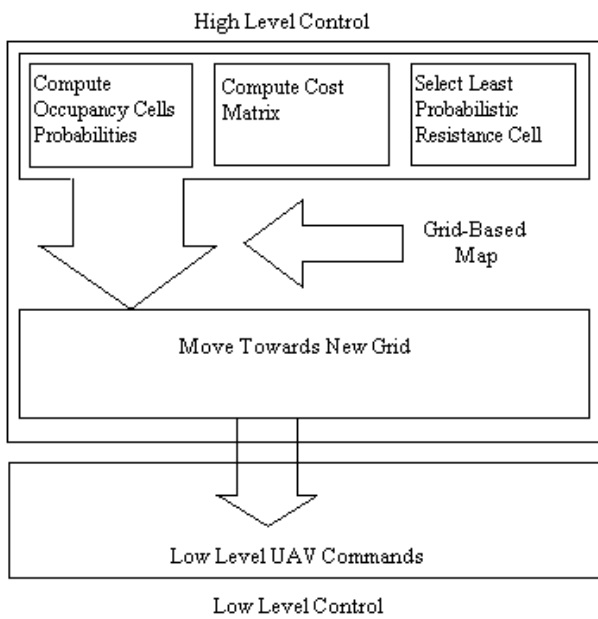 High Level Control
Compute
Occupancy Cells
Probabilities
Compute Cost
Matrix
Select Least
Probabilistic
Resistance Cell
Grid-Based
Map
Move Towards New Grid
Low Level UAV Commands
Low Level Control